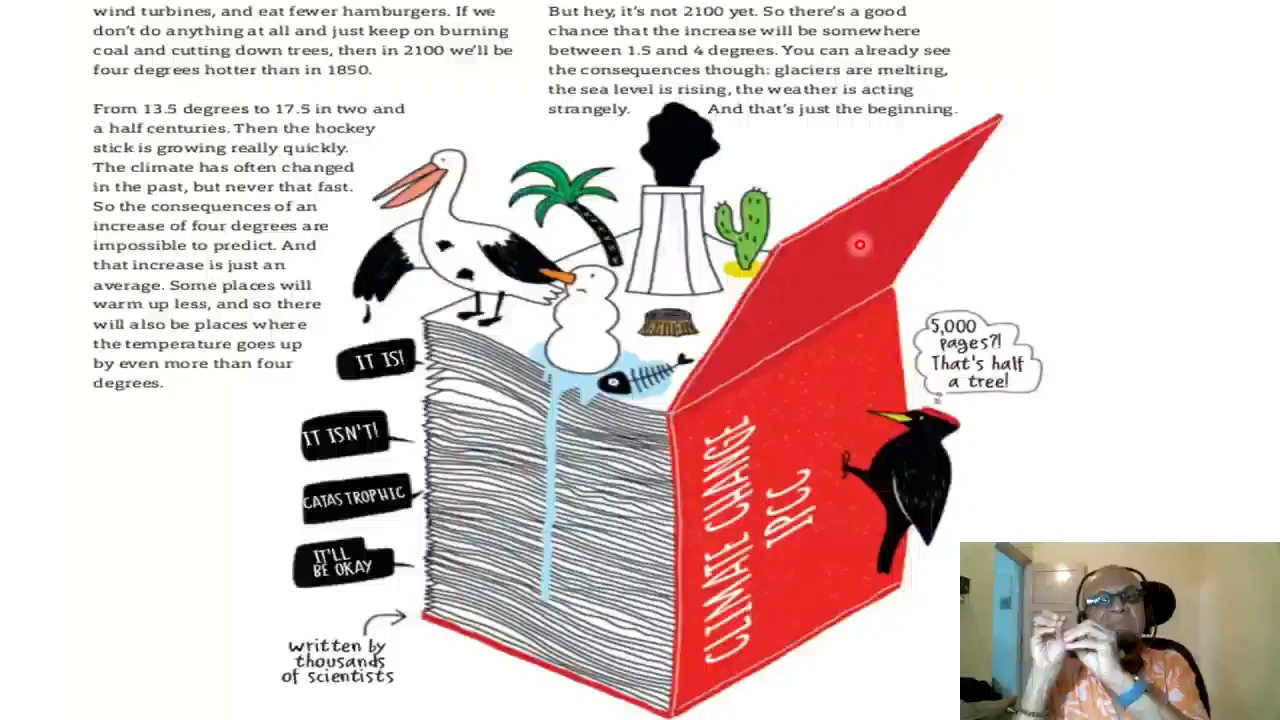 wind turbines, and eat fewer hamburgers. If we
don't do anything at all and just keep on burning
coal and cutting down trees, then in 2100 we'll be
four degrees hotter than in 1850.
From 13.5 degrees to 17.5 in two and
a half centuries. Then the hockey
stick is growing really quickly.
The climate has often changed
in the past, but never that fast.
So the consequences of an
increase of four degrees are
impossible to predict. And
that increase is just an
average. Some places will
warm up less, and so there
will also be places where
the temperature goes up
by even more than four
degrees.
But hey, it's not 2100 yet. So there's a good
chance that the increase will be somewhere
between 1.5 and 4 degrees. You can already see
the consequences though: glaciers are melting,
the sea level is rising, the weather is acting
strangely. And that's just the beginning.
IT IS!
IT ISN'T!
CATASTROPHIC
IT'LL
BE OKAY
written by
thousands
of scientists
CLIMATE CHANGE
IPCC
5,000
pages?!
That's half
a tree!